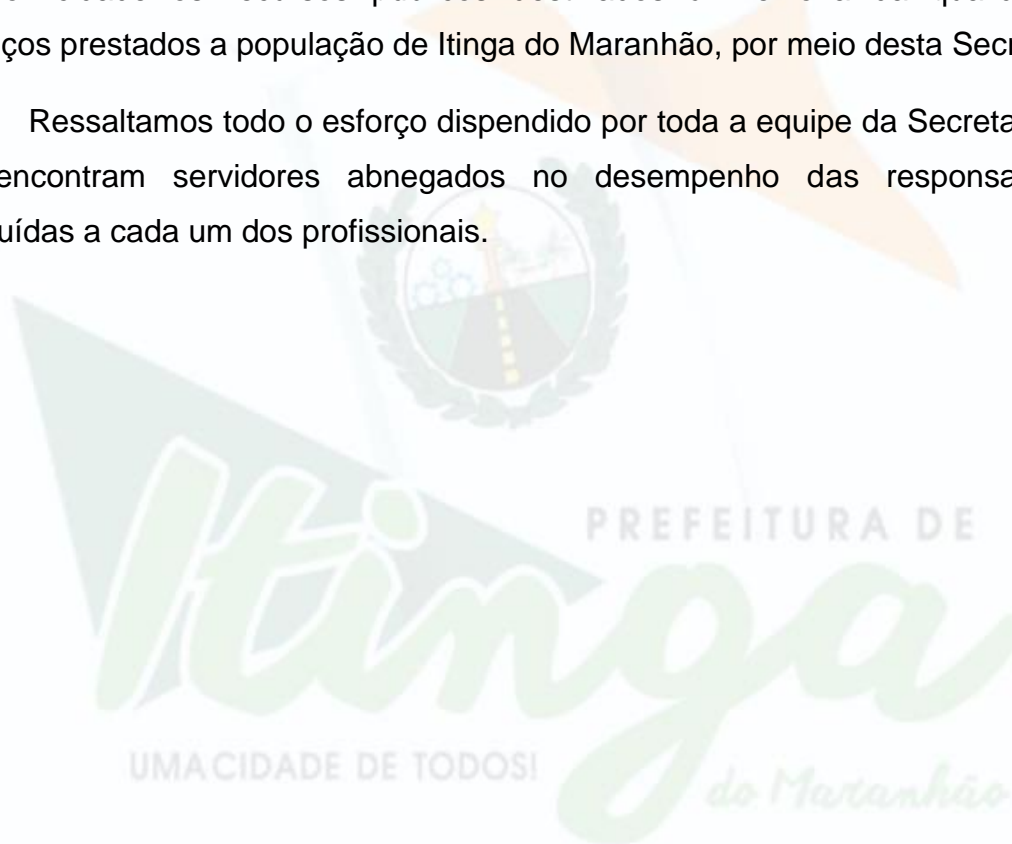 ços prestados a população de Itinga do Maranhão, por meio desta Secr
Ressaltamos todo o esforço dispendido por toda a equipe da Secreta
encontram servidores abnegados no desempenho das responsa
uídas a cada um dos profissionais.
PREFEITURA DE
Itinga
UMA CIDADE DE TODOS!
do Maranhão